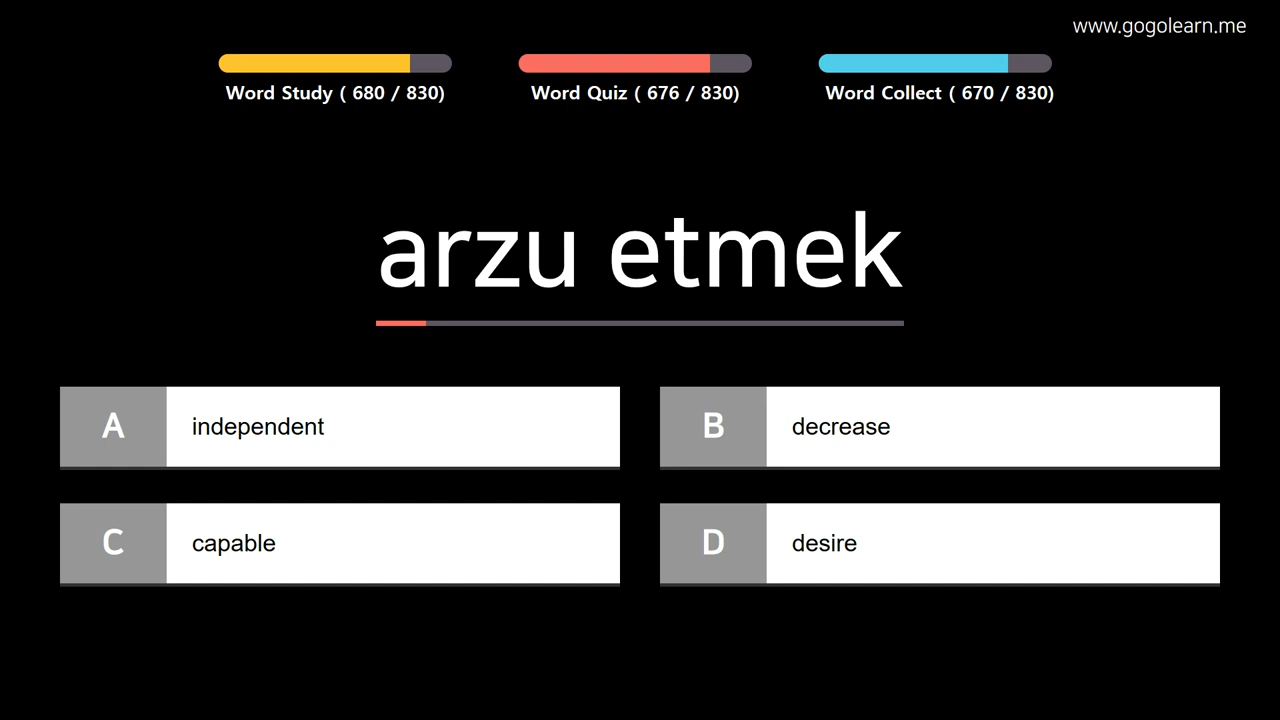 www.gogolearn.me
Word Study ( 680 / 830)
Word Quiz ( 676 / 830)
Word Collect ( 670 / 830)
arzu etmek
A independent
B decrease
C capable
D desire